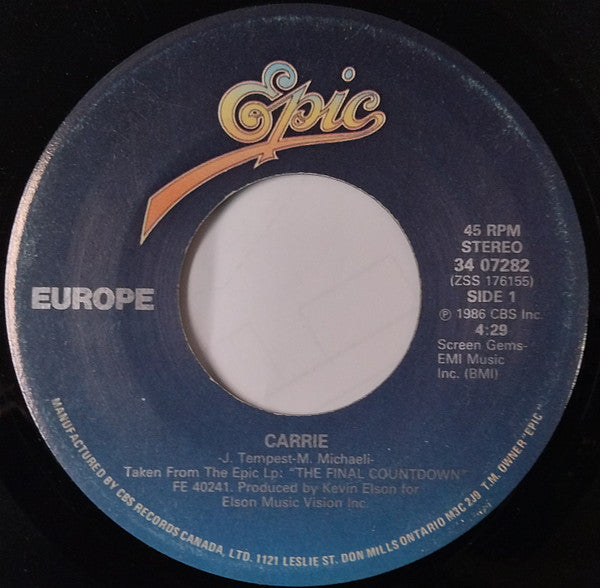 Epic
EUROPE
45 RPM
STEREO
34 07282
(ZSS 176155)
SIDE 1
℗ 1986 CBS Inc.
4:29
Screen Gems-
EMI Music
Inc. (BMI)
CARRIE
-J. Tempest-M. Michaeli-
Taken From The Epic Lp: "THE FINAL COUNTDOWN"
FE 40241. Produced by Kevin Elson for
Elson Music Vision Inc.
MANUFACTURED BY CBS RECORDS CANADA, LTD. 1121 LESLIE ST. DON MILLS ONTARIO M3C 2J9 T.M. OWNER "EPIC"